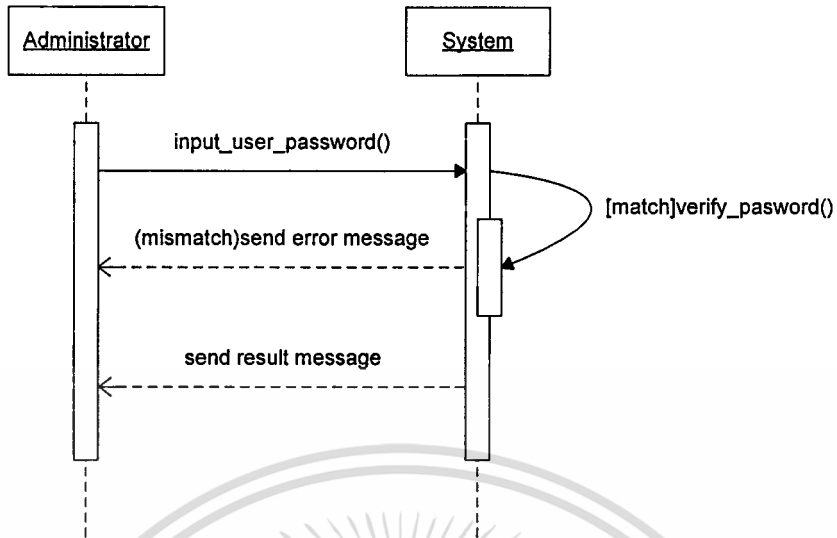 Administrator
System
input_user_password()
[match]verify_pasword()
(mismatch)send error message
send result message